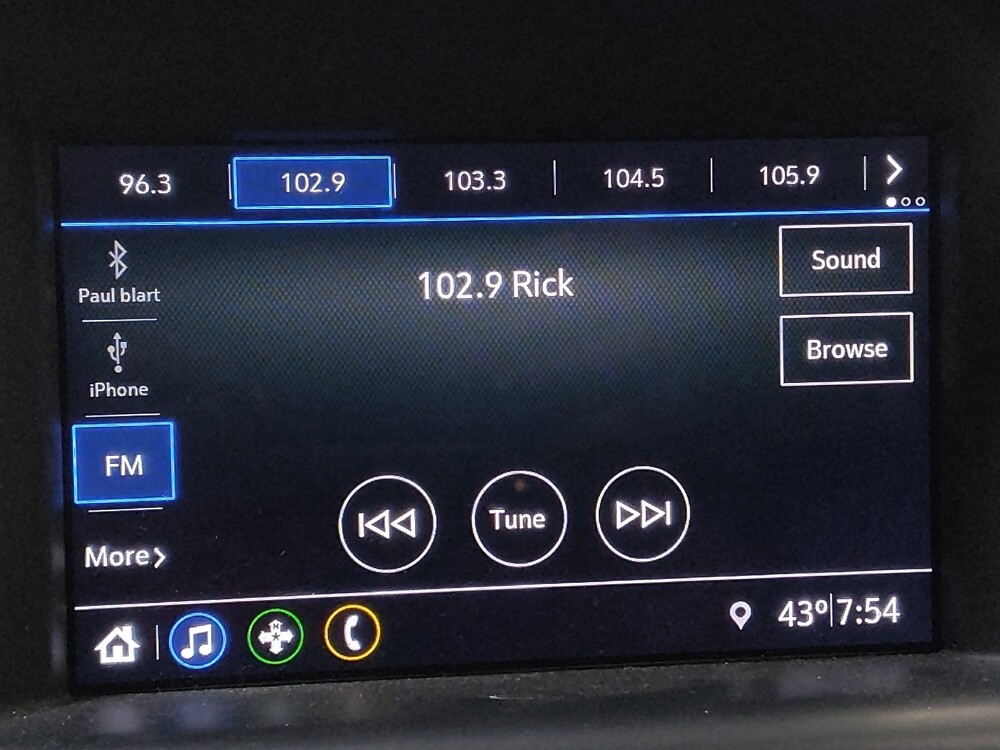 96.3
102.9
103.3
104.5
105.9
Paul blart
102.9 Rick
Sound
iPhone
Browse
FM
Tune
More>
N
43°
7:54